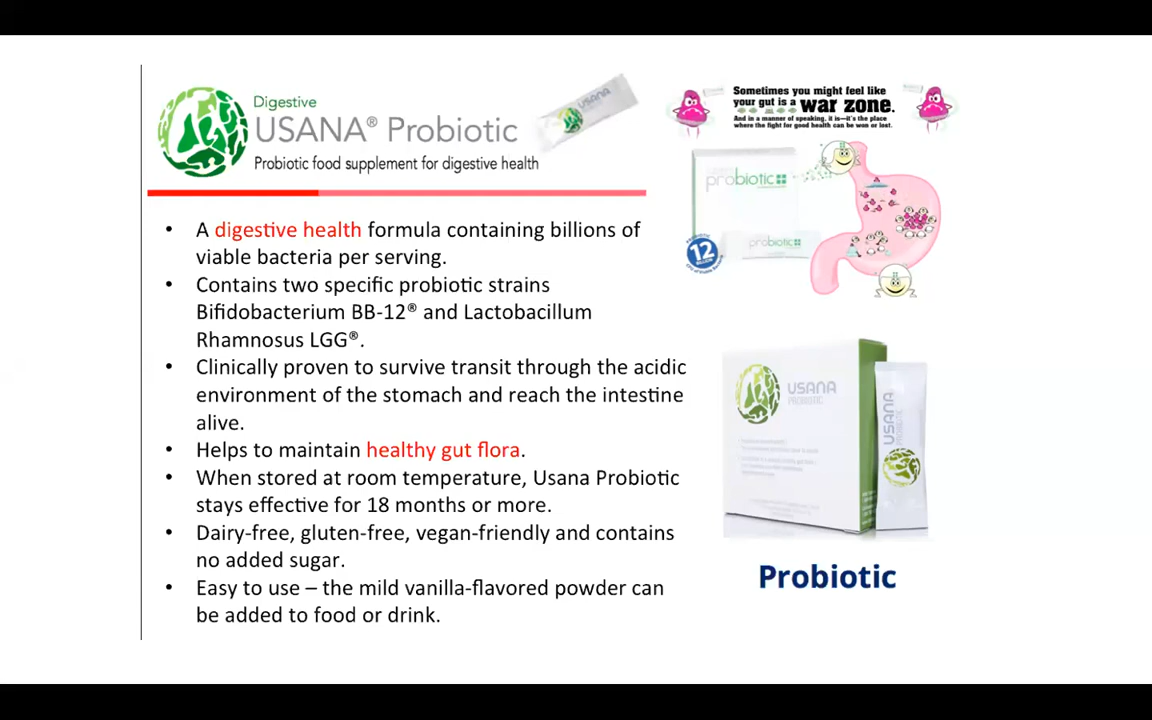 Digestive
USANA® Probiotic
Probiotic food supplement for digestive health
USANA
• A digestive health formula containing billions of
viable bacteria per serving.
• Contains two specific probiotic strains
Bifidobacterium BB-12® and Lactobacillum
Rhamnosus LGG®.
• Clinically proven to survive transit through the acidic
environment of the stomach and reach the intestine
alive.
• Helps to maintain healthy gut flora.
• When stored at room temperature, Usana Probiotic
stays effective for 18 months or more.
• Dairy-free, gluten-free, vegan-friendly and contains
no added sugar.
• Easy to use – the mild vanilla-flavored powder can
be added to food or drink.
Sometimes you might feel like
your gut is a war zone.
And in a manner of speaking, it is—it's the place
where the fight for good health can be won or lost.
probiotic
probiotic
12
USANA
PROBIOTIC
USANA
PROBIOTIC
Probiotic